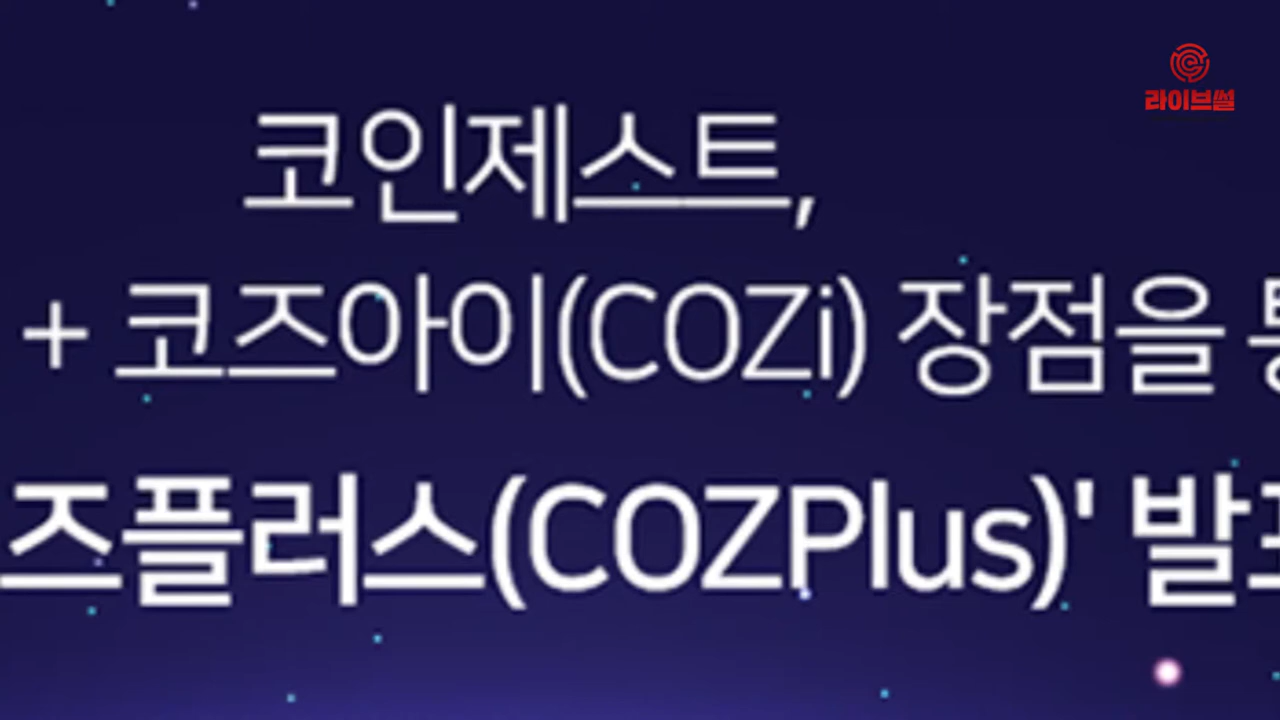 라이브썰
코인제스트,
+ 코즈아이(COZi) 장점을
즈플러스(COZPlus)' 발